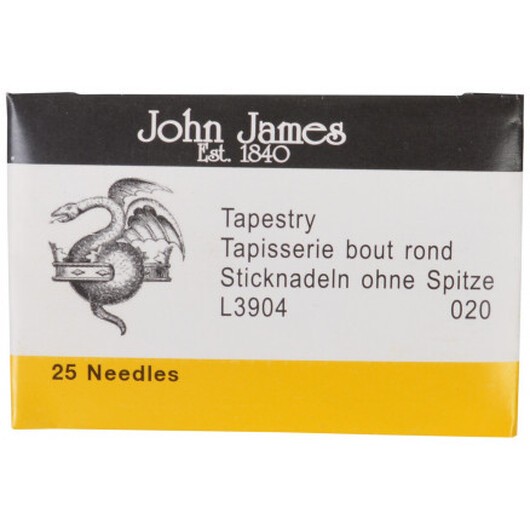 John James
Est. 1840
Tapestry
Tapisserie bout rond
Sticknadeln ohne Spitze
L3904 020
25 Needles